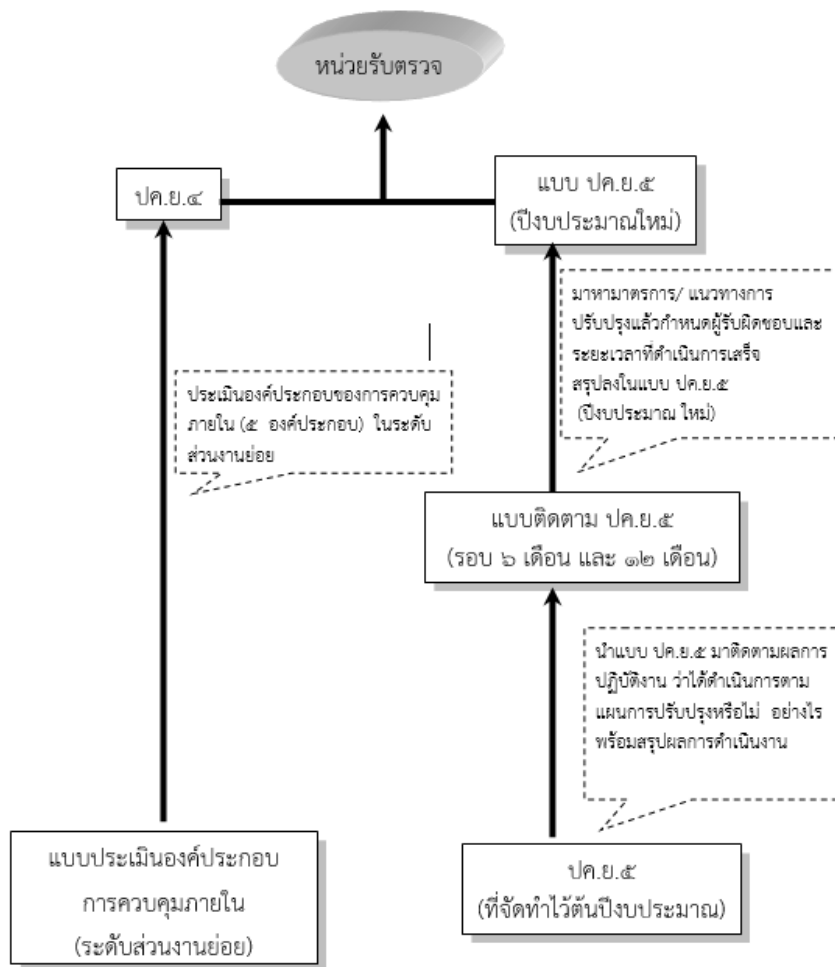 หน่วยรับตรวจ
ปค.ย.๔
แบบ ปค.ย.๕
(ปีงบประมาณใหม่)
มาหามาตรการ/ แนวทางการ
ปรับปรุงแล้วกำหนดผู้รับผิดชอบและ
ระยะเวลาที่ดำเนินการเสร็จ
สรุปลงในแบบ ปค.ย.๕
(ปีงบประมาณ ใหม่)
ประเมินองค์ประกอบของการควบคุม
ภายใน (๕ องค์ประกอบ) ในระดับ
ส่วนงานย่อย
แบบติดตาม ปค.ย.๕
(รอบ ๖ เดือน และ ๑๒ เดือน)
นำแบบ ปค.ย.๕ มาติดตามผลการ
ปฏิบัติงาน ว่าได้ดำเนินการตาม
แผนการปรับปรุงหรือไม่ อย่างไร
พร้อมสรุปผลการดำเนินงาน
แบบประเมินองค์ประกอบ
การควบคุมภายใน
(ระดับส่วนงานย่อย)
ปค.ย.๕
(ที่จัดทำไว้ต้นปีงบประมาณ)